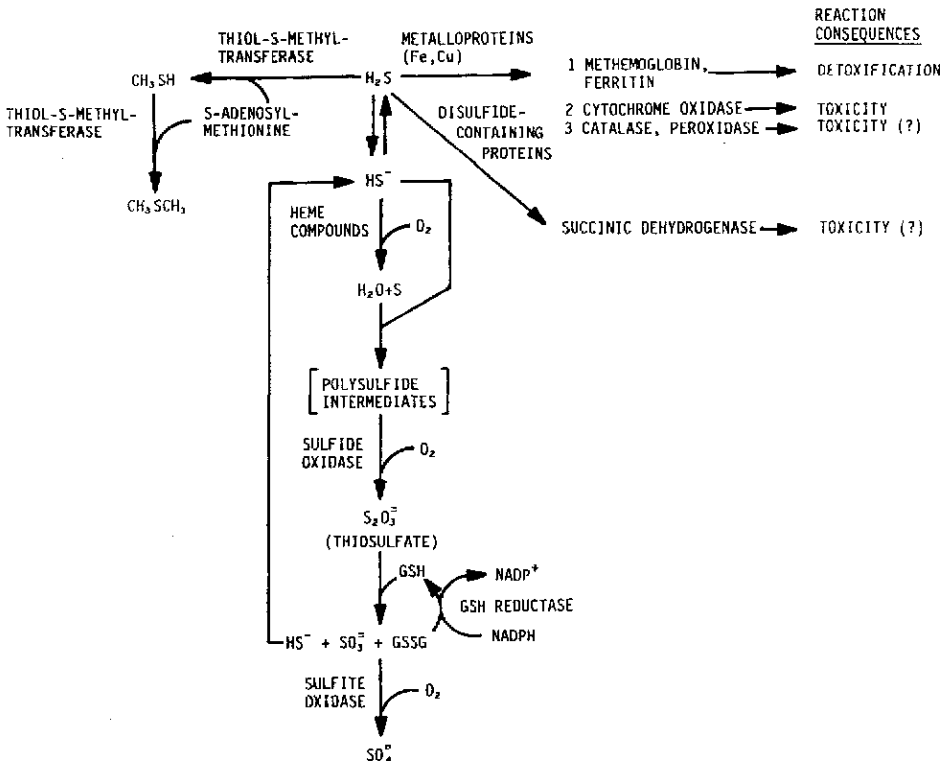 REACTION
CONSEQUENCES
THIOL-S-METHYL-
TRANSFERASE
METALLOPROTEINS
(Fe,Cu)
CH₃SH
H₂S
1 METHEMOGLOBIN,
FERRITIN
DETOXIFICATION
THIOL-S-METHYL-
TRANSFERASE
S-ADENOSYL-
METHIONINE
DISULFIDE-
CONTAINING
PROTEINS
2 CYTOCHROME OXIDASE
TOXICITY
3 CATALASE, PEROXIDASE
TOXICITY (?)
CH₃SCH₃
HS⁻
HEME
COMPOUNDS
O₂
SUCCINIC DEHYDROGENASE
TOXICITY (?)
H₂O+S
[POLYSULFIDE
INTERMEDIATES]
SULFIDE
OXIDASE
O₂
S₂O₃⁼
(THIOSULFATE)
GSH
NADP⁺
GSH REDUCTASE
NADPH
HS⁻ + SO₃⁼ + GSSG
SULFITE
OXIDASE
O₂
SO₄⁼